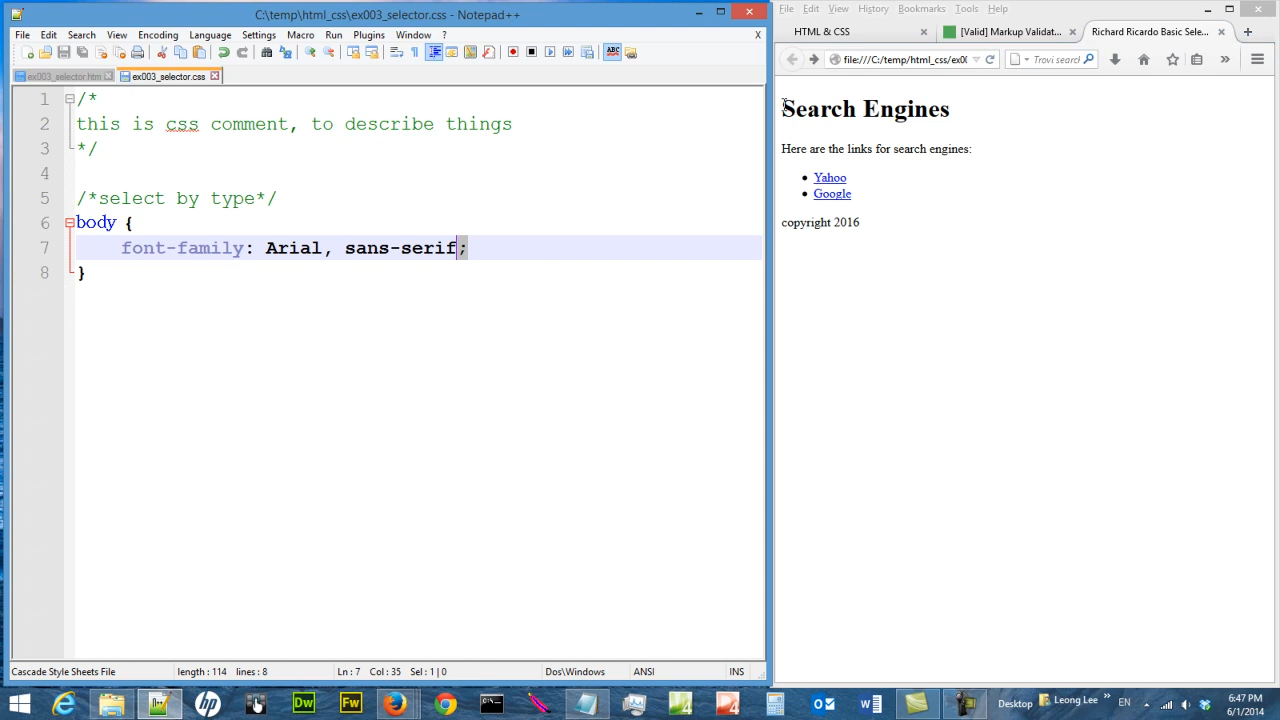 C:\temp\html_css\ex003_selector.css - Notepad++
File Edit Search View Encoding Language Settings Macro Run Plugins Window ? X
ex003_selector.htm ex003_selector.css
1 /*
2 this is css comment, to describe things
3 */
4
5 /*select by type*/
6 body {
7 font-family: Arial, sans-serif;
8 }
Cascade Style Sheets File length : 114 lines : 8 Ln : 7 Col : 35 Sel : 1 | 0 Dos\Windows ANSI INS
File Edit View History Bookmarks Tools Help
HTML & CSS [Valid] Markup Validat... Richard Ricardo Basic Sele...
file:///C:/temp/html_css/ex0( Trovi search
Search Engines
Here are the links for search engines:
Yahoo
Google
copyright 2016
Dw Fw Desktop Leong Lee EN 6:47 PM
6/1/2014